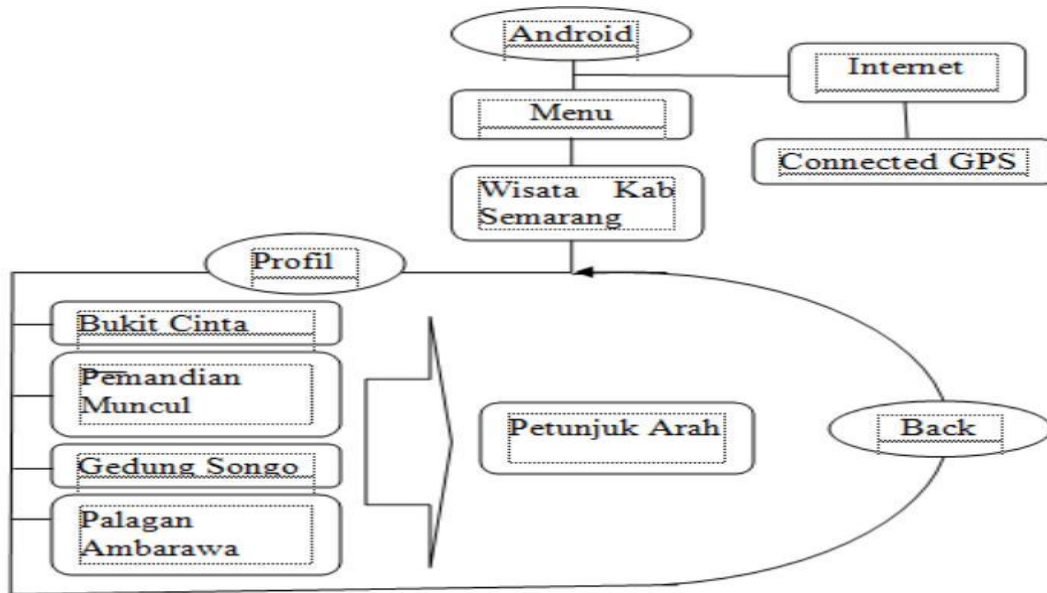 Android
Internet
Menu
Connected GPS
Wisata Kab
Semarang
Profil
Bukit Cinta
Pemandian
Muncul
Gedung Songo
Palagan
Ambarawa
Petunjuk Arah
Back